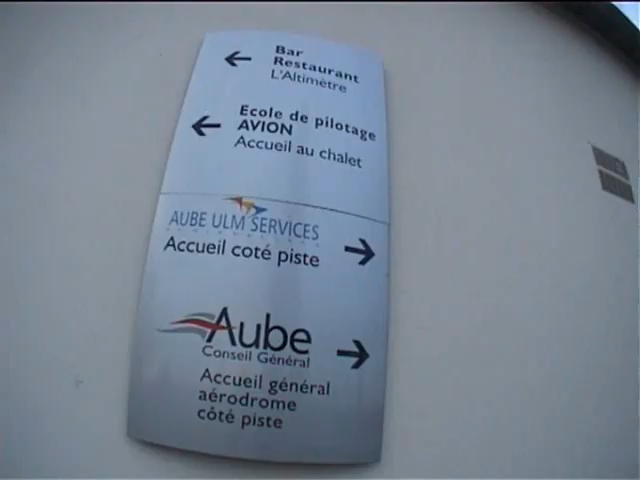 Bar
Restaurant
L'Altimètre
Ecole de pilotage
AVION
Accueil au chalet
AUBE ULM SERVICES
Accueil coté piste
Aube
Conseil Général
Accueil général
aérodrome
côté piste